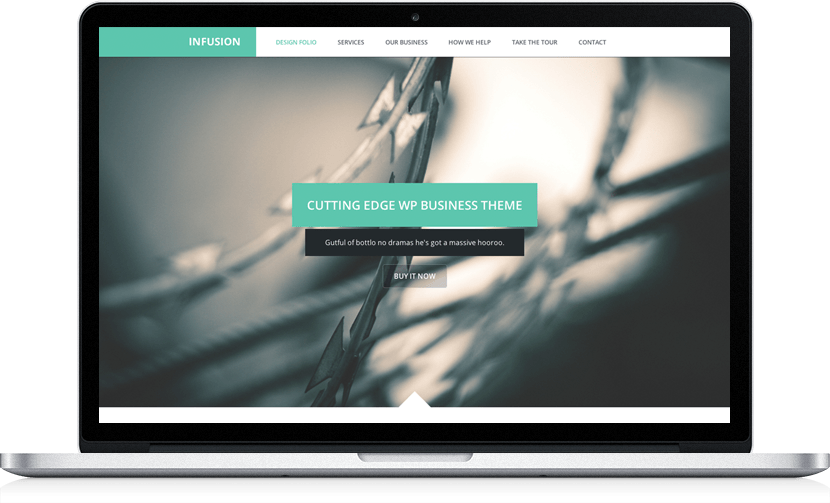 INFUSION
DESIGN FOLIO SERVICES OUR BUSINESS HOW WE HELP TAKE THE TOUR CONTACT
CUTTING EDGE WP BUSINESS THEME
Gutful of bottlo no dramas he's got a massive hooroo.
BUY IT NOW